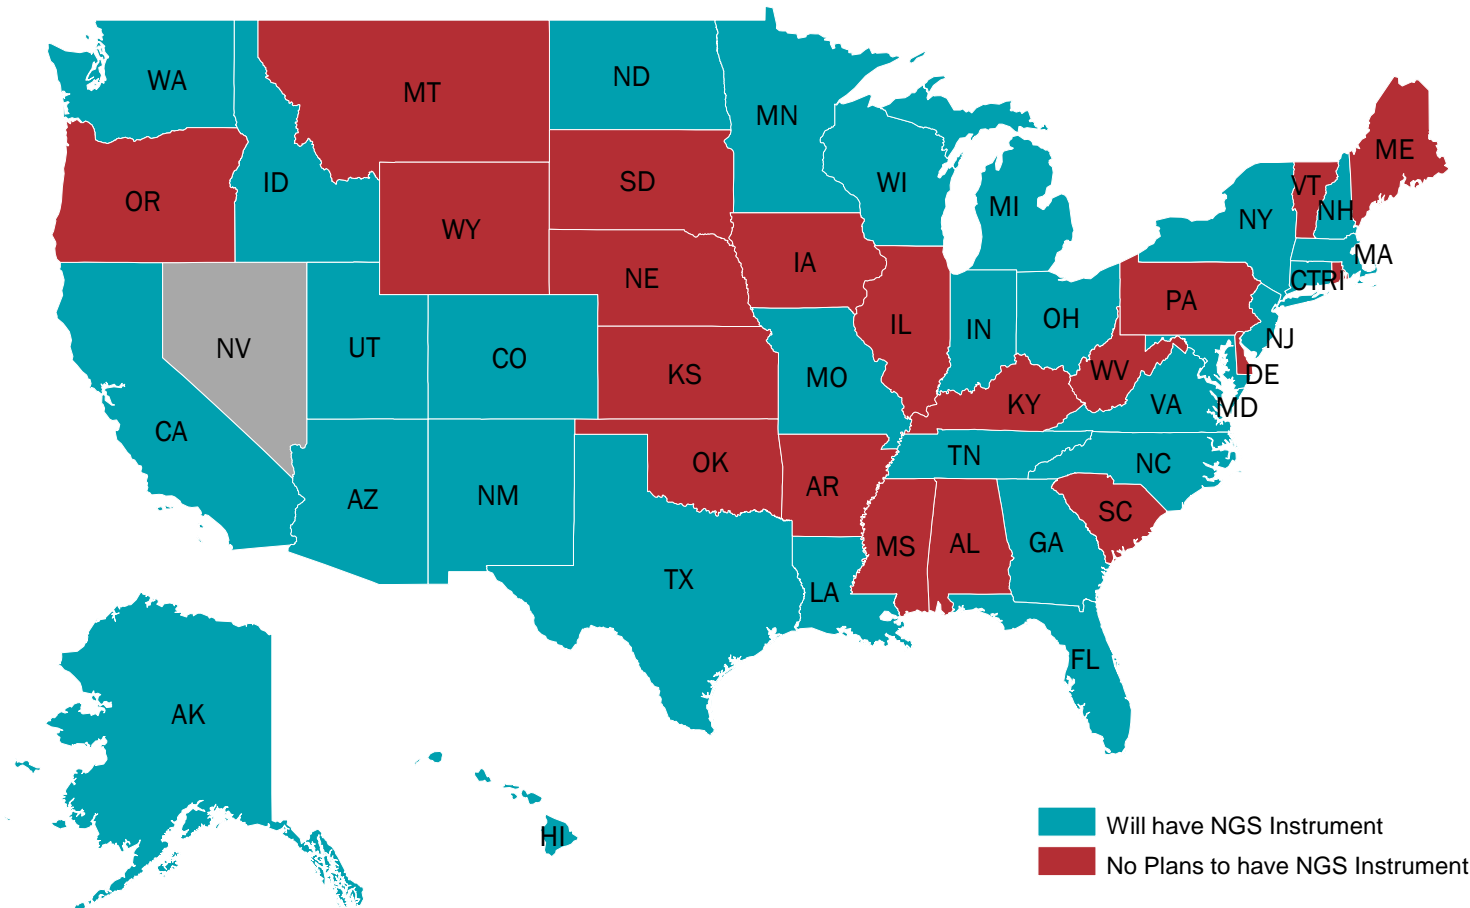 WA
MT
ND
MN
OR
ID
WY
SD
WI
MI
NY
VT
NH
ME
MA
CT
RI
NE
IA
IL
IN
OH
PA
NJ
NV
UT
CO
KS
MO
KY
WV
VA
DE
MD
CA
AZ
NM
OK
AR
TN
NC
SC
TX
LA
MS
AL
GA
FL
AK
HI
Will have NGS Instrument
No Plans to have NGS Instrument